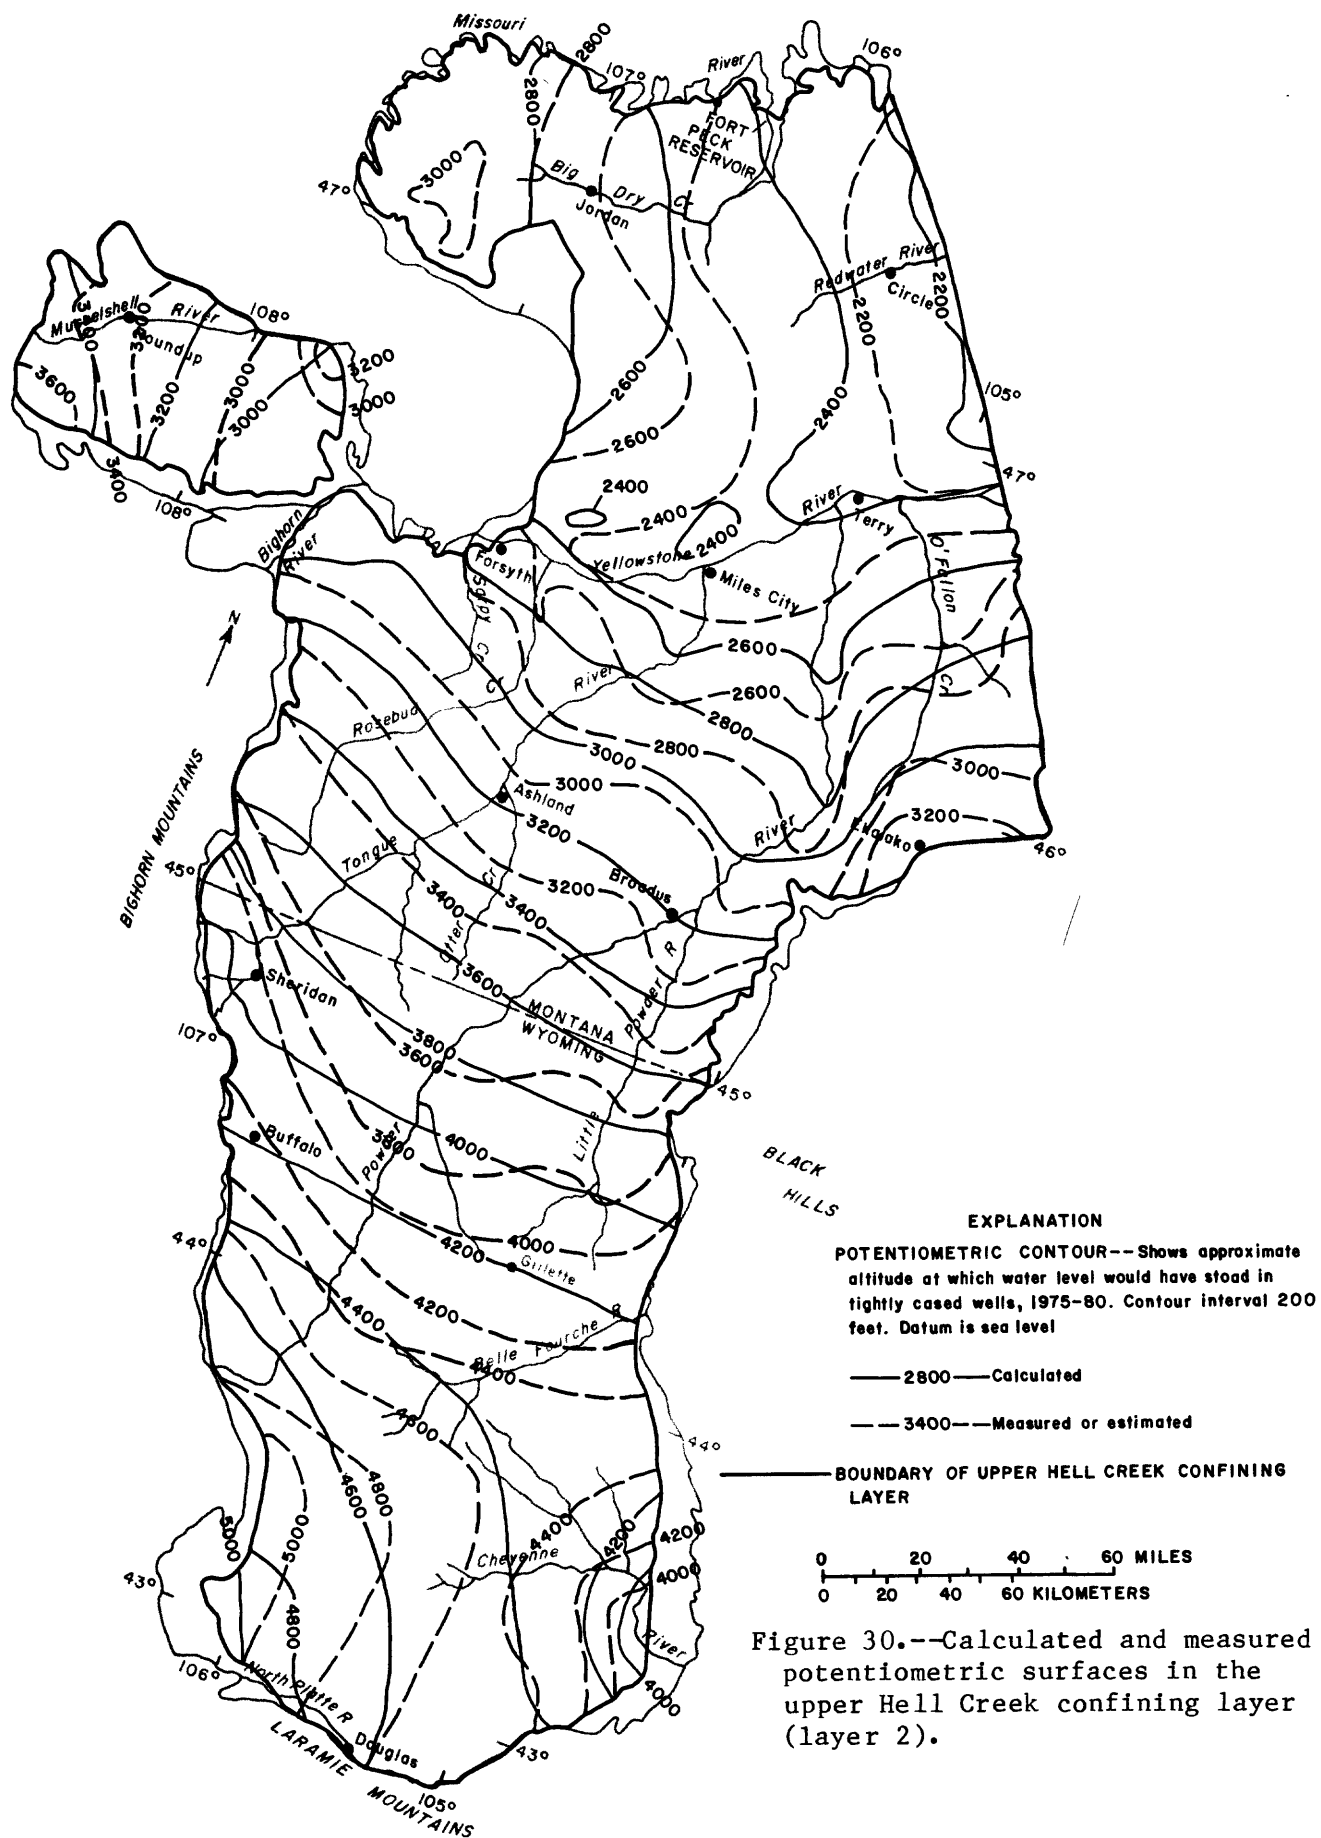 Missouri
2800
107°
River
106°
2800
FORT
PECK
RESERVOIR
3000
47°
Big Dry Cr
Jordan
Redwater River
Circle
2200
2200
Musselshell River
108°
Roundup
3200
3600
3200
3000
3000
3000
3400
108°
2600
2600
2400
105°
47°
2400
2400
2400
River
Terry
Bighorn
River
Forsyth
Yellowstone
Miles City
O'Fallon
Cr
N
Sarpy Cr
Cr
Rosebud
River
2600
2600
2800
2800
3000
3000
3000
3200
BIGHORN MOUNTAINS
Ashland
3200
River
Ekalaka
46°
45°
Tongue
3200
Broadus
3400
3400
Otter Cr
Sheridan
3600
Powder R
MONTANA
WYOMING
107°
3800
3600
45°
Little
Buffalo
3800
4000
Powder
BLACK
HILLS
44°
4200
4000
Gillette
4400
4200
Belle Fourche R
4400
4600
44°
4600
4800
5000
5000
4400
4200
4200
Cheyenne
4000
43°
4800
River
106°
North Platte R
4000
LARAMIE
MOUNTAINS
Douglas
43°
105°
EXPLANATION
POTENTIOMETRIC CONTOUR--Shows approximate
altitude at which water level would have stood in
tightly cased wells, 1975-80. Contour interval 200
feet. Datum is sea level
2800 Calculated
3400 Measured or estimated
BOUNDARY OF UPPER HELL CREEK CONFINING
LAYER
0 20 40 60 MILES
0 20 40 60 KILOMETERS
Figure 30.--Calculated and measured
potentiometric surfaces in the
upper Hell Creek confining layer
(layer 2).